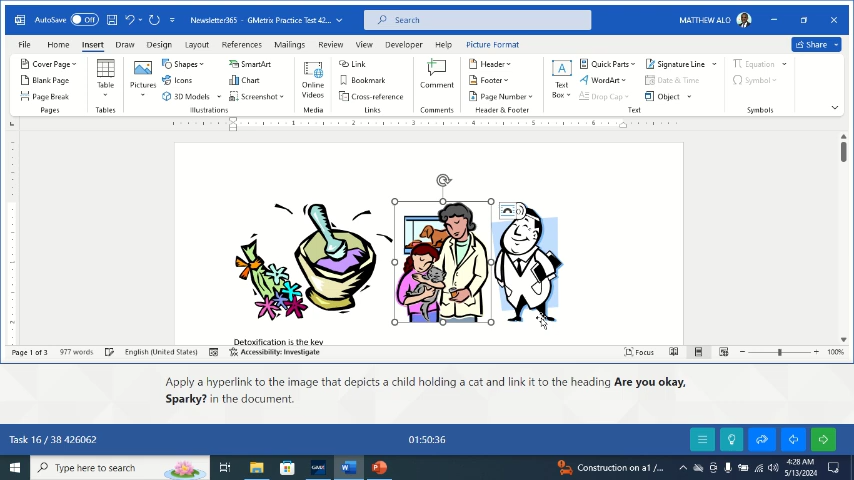 AutoSave Off Newsletter365 - GMetrix Practice Test 42... Search MATTHEW ALO
File Home Insert Draw Design Layout References Mailings Review View Developer Help Picture Format Share
Cover Page
Blank Page
Page Break
Pages
Table
Tables
Pictures
Shapes
Icons
3D Models
SmartArt
Chart
Screenshot
Illustrations
Online
Videos
Media
Link
Bookmark
Cross-reference
Links
Comment
Comments
Header
Footer
Page Number
Header & Footer
A
Text
Box
Quick Parts
WordArt
Drop Cap
Signature Line
Date & Time
Object
Text
Equation
Symbol
Symbols
1 2 3 4 5 6
Detoxification is the key
Page 1 of 3 977 words English (United States) Accessibility: Investigate Focus 100%
Apply a hyperlink to the image that depicts a child holding a cat and link it to the heading Are you okay,
Sparky? in the document.
Task 16 / 38 426062 01:50:36
Type here to search Construction on a1 /... 4:28 AM
5/13/2024